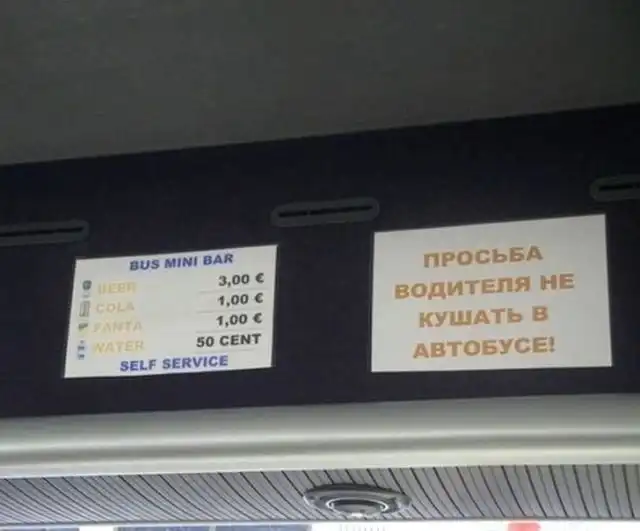 BUS MINI BAR
BEER 3,00 €
COLA 1,00 €
FANTA 1,00 €
WATER 50 CENT
SELF SERVICE
ПРОСЬБА
ВОДИТЕЛЯ НЕ
КУШАТЬ В
АВТОБУСЕ!